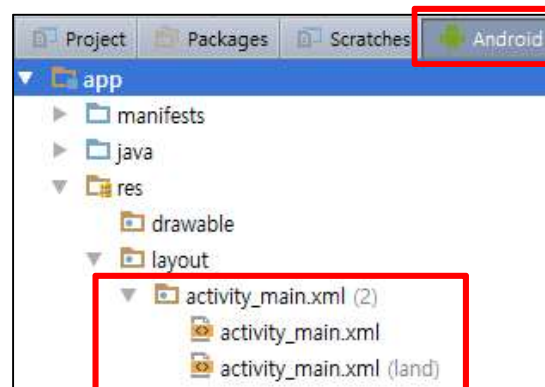 Project Packages Scratches Android
app
manifests
java
res
drawable
layout
activity_main.xml (2)
activity_main.xml
activity_main.xml (land)